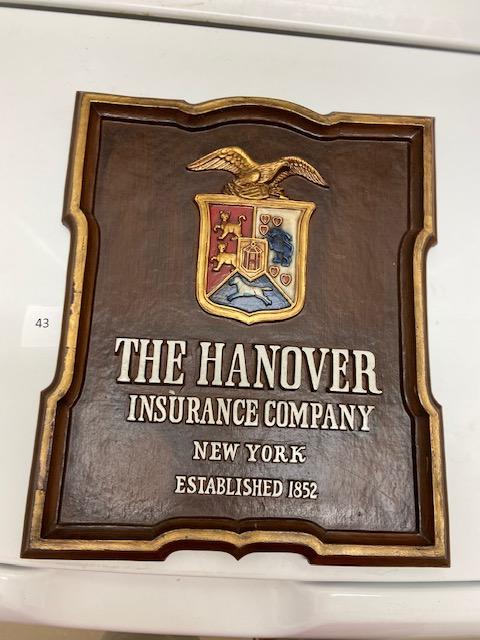 43
THE HANOVER
INSURANCE COMPANY
NEW YORK
ESTABLISHED 1852